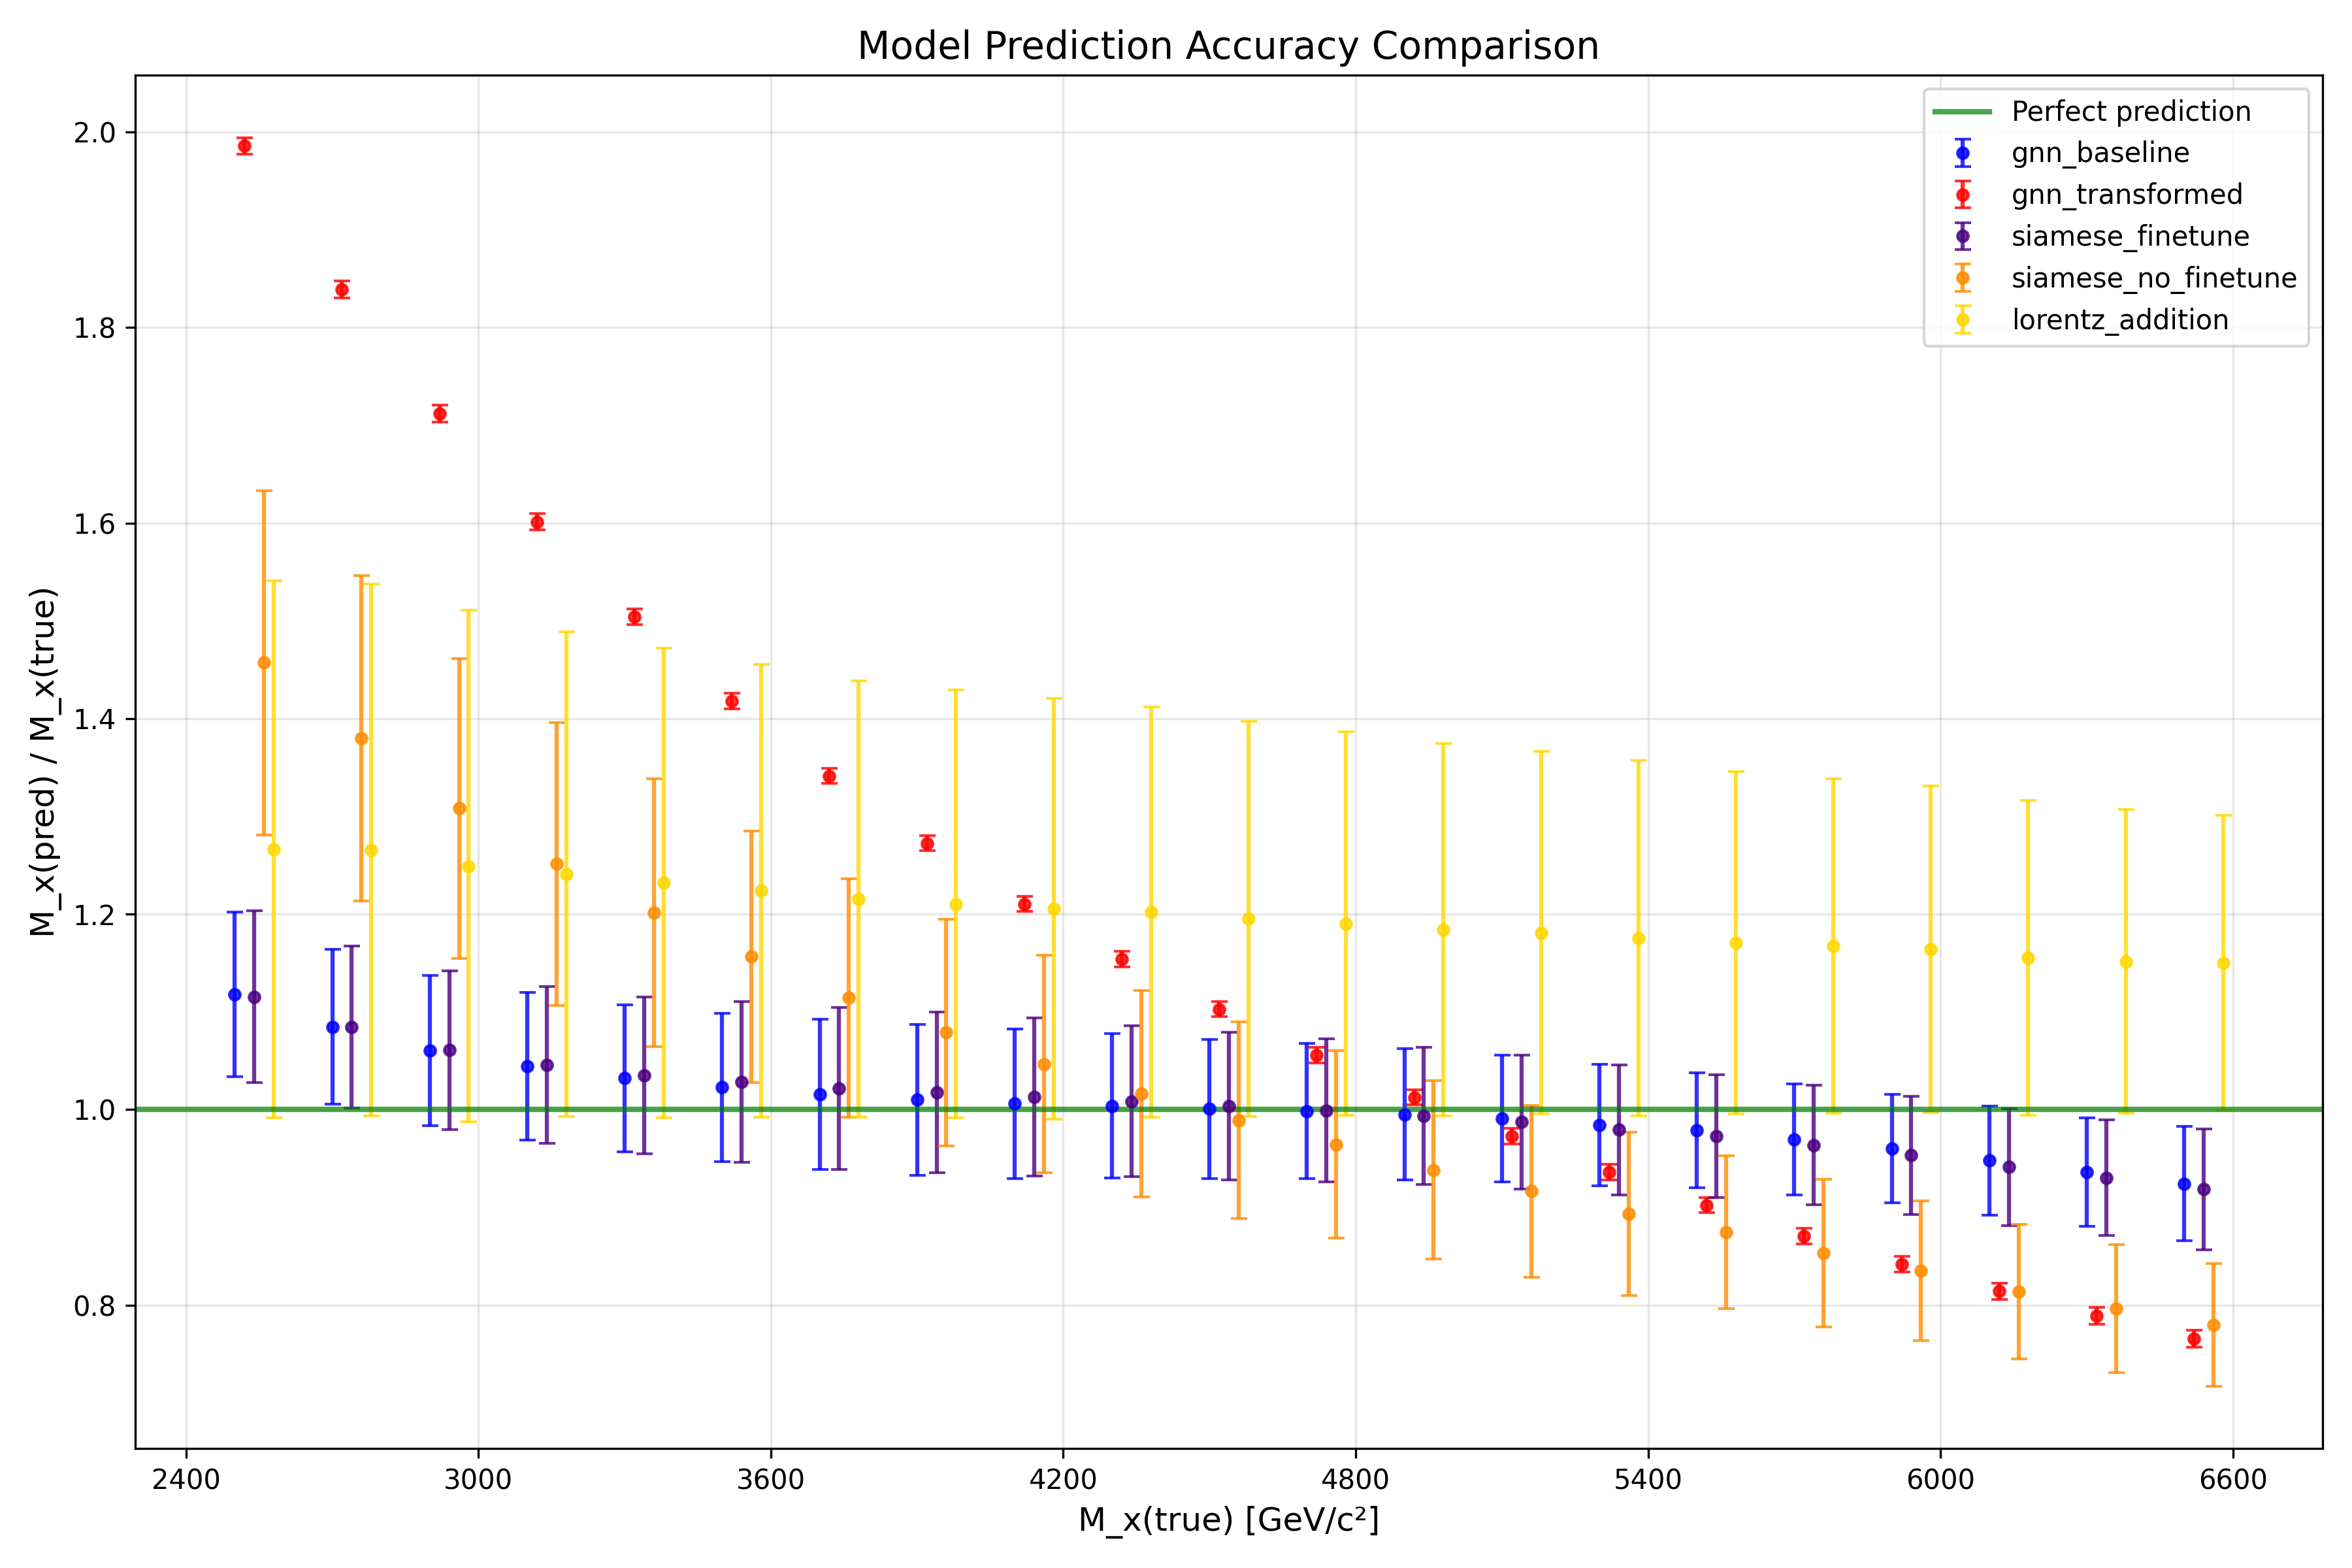 Model Prediction Accuracy Comparison
Perfect prediction
gnn_baseline
gnn_transformed
siamese_finetune
siamese_no_finetune
lorentz_addition
M_x(pred) / M_x(true)
2.0
1.8
1.6
1.4
1.2
1.0
0.8
2400 3000 3600 4200 4800 5400 6000 6600
M_x(true) [GeV/c²]